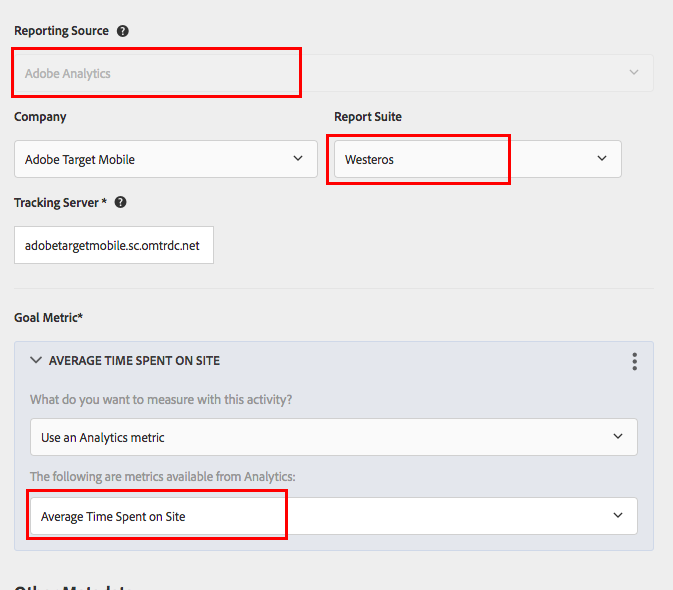 Reporting Source ?
Adobe Analytics
Company Report Suite
Adobe Target Mobile Westeros
Tracking Server * ?
adobetargetmobile.sc.omtrdc.net
Goal Metric*
AVERAGE TIME SPENT ON SITE
What do you want to measure with this activity?
Use an Analytics metric
The following are metrics available from Analytics:
Average Time Spent on Site